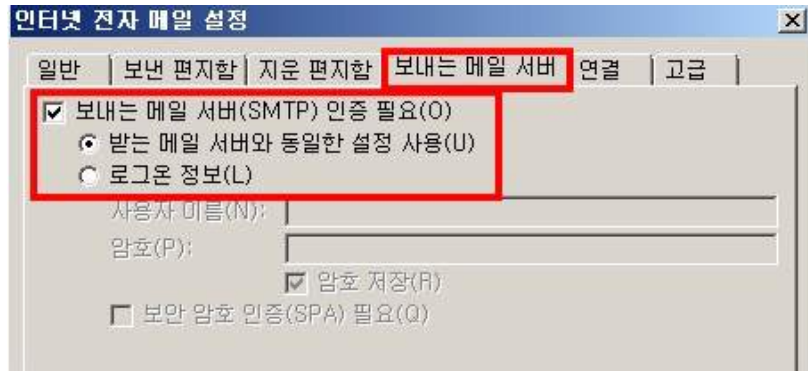 인터넷 전자 메일 설정
일반 보낸 편지함 지운 편지함 보내는 메일 서버 연결 고급
보내는 메일 서버(SMTP) 인증 필요(O)
받는 메일 서버와 동일한 설정 사용(U)
로그온 정보(L)
사용자 이름(N):
암호(P):
암호 저장(R)
보안 암호 인증(SPA) 필요(Q)